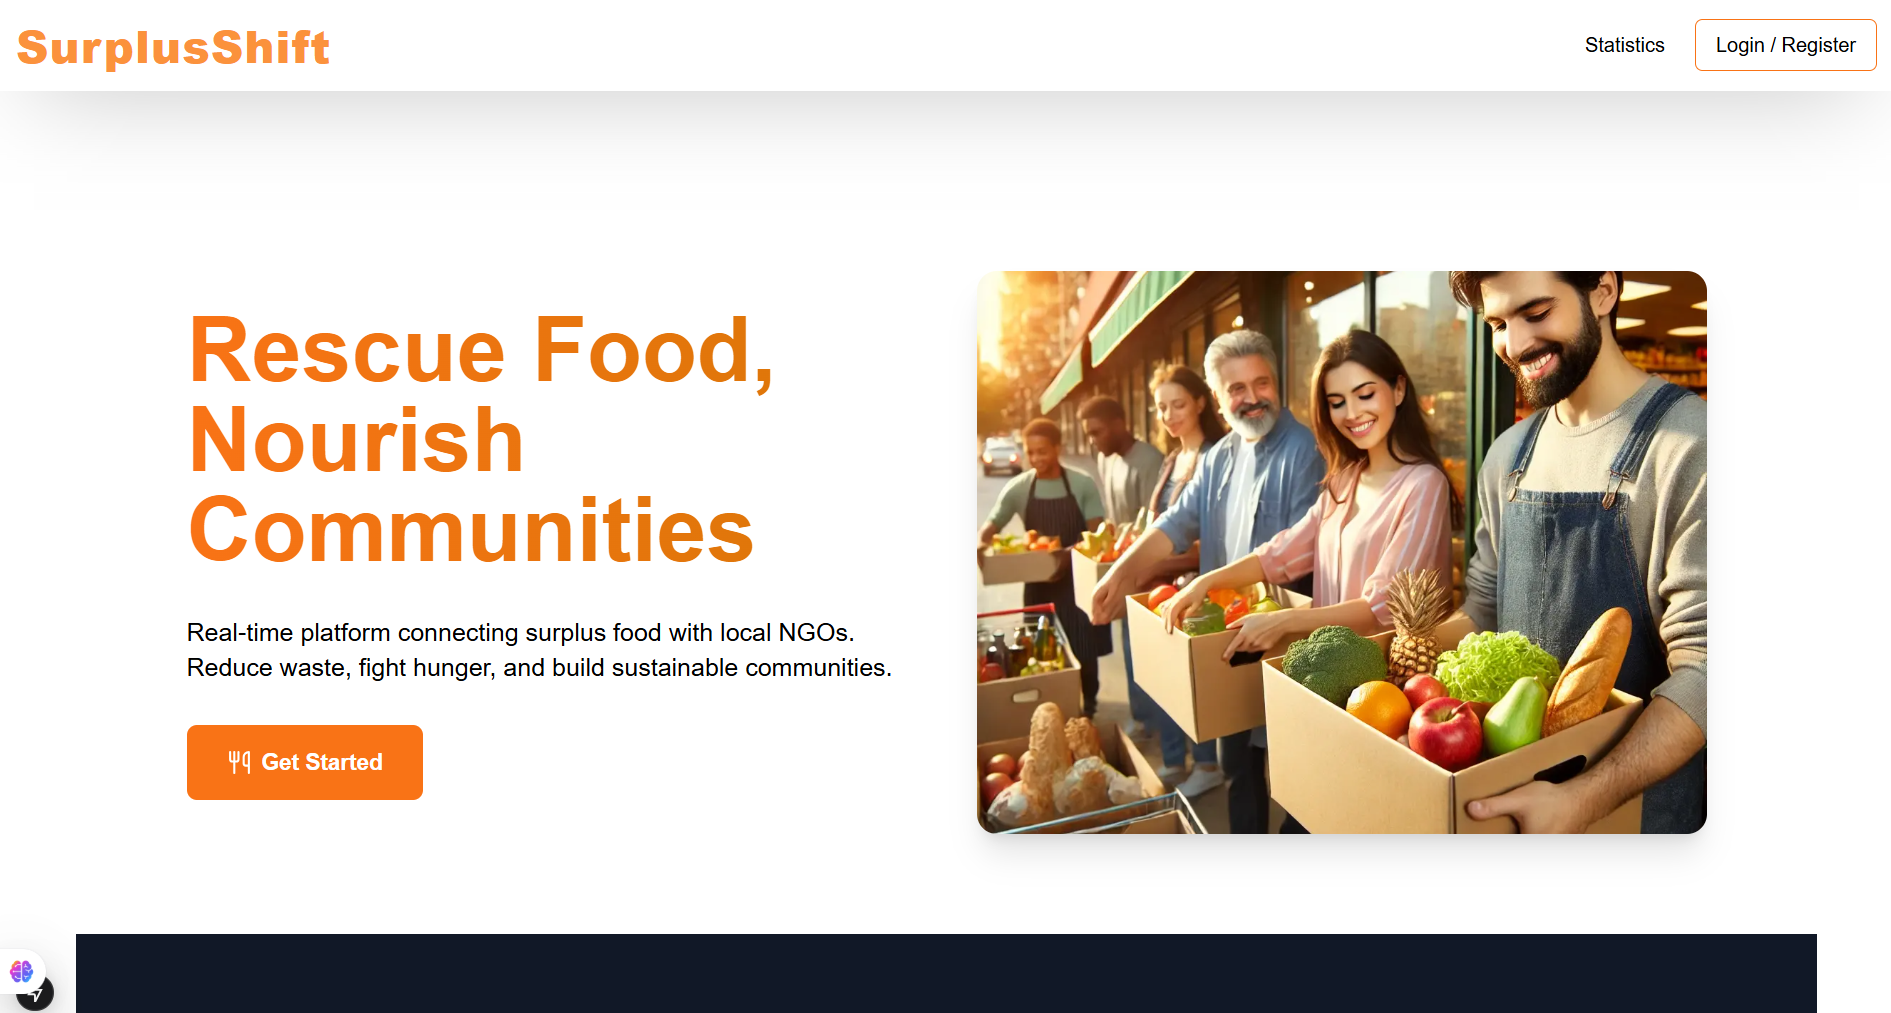 SurplusShift
Statistics
Login / Register
Rescue Food,
Nourish
Communities
Real-time platform connecting surplus food with local NGOs.
Reduce waste, fight hunger, and build sustainable communities.
Get Started